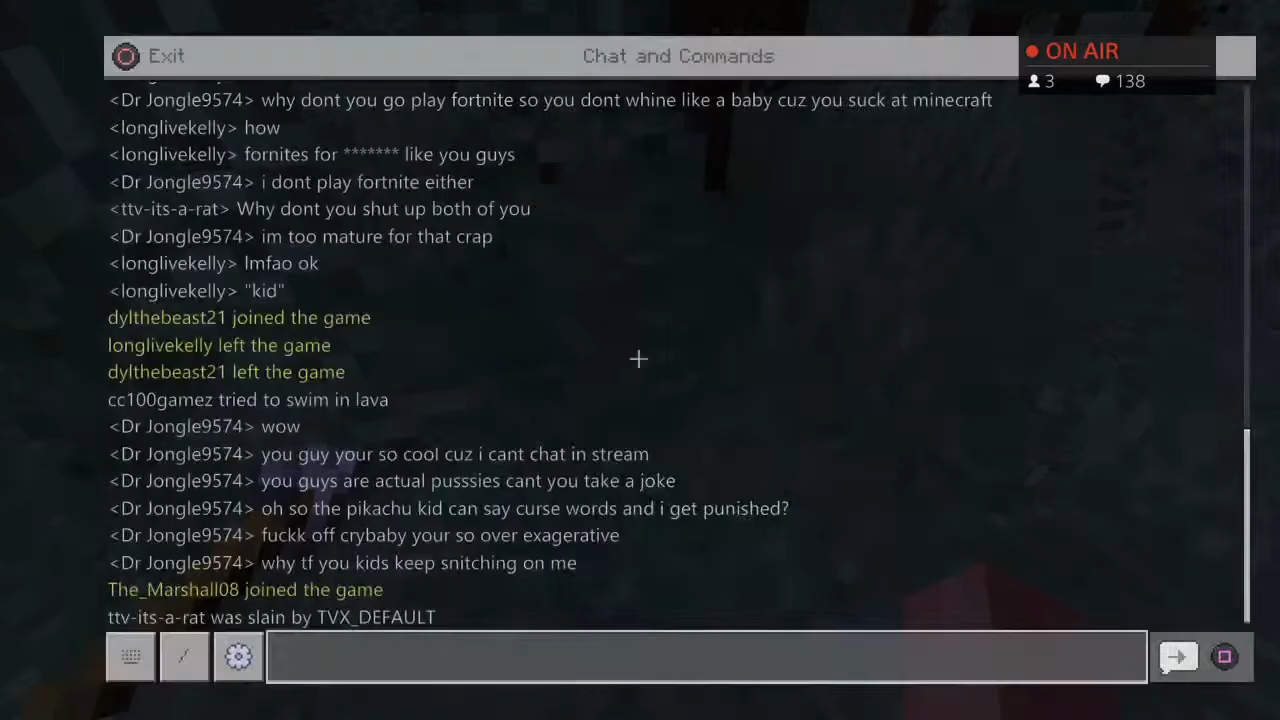 Exit
Chat and Commands
ON AIR
3
138
<Dr Jongle9574> why dont you go play fortnite so you dont whine like a baby cuz you suck at minecraft
<longlivekelly> how
<longlivekelly> fornites for ******* like you guys
<Dr Jongle9574> i dont play fortnite either
<ttv-its-a-rat> Why dont you shut up both of you
<Dr Jongle9574> im too mature for that crap
<longlivekelly> lmfao ok
<longlivekelly> "kid"
dylthebeast21 joined the game
longlivekelly left the game
dylthebeast21 left the game
cc100gamez tried to swim in lava
<Dr Jongle9574> wow
<Dr Jongle9574> you guy your so cool cuz i cant chat in stream
<Dr Jongle9574> you guys are actual pusssies cant you take a joke
<Dr Jongle9574> oh so the pikachu kid can say curse words and i get punished?
<Dr Jongle9574> fuckk off crybaby your so over exagerative
<Dr Jongle9574> why tf you kids keep snitching on me
The_Marshall08 joined the game
ttv-its-a-rat was slain by TVX_DEFAULT
/